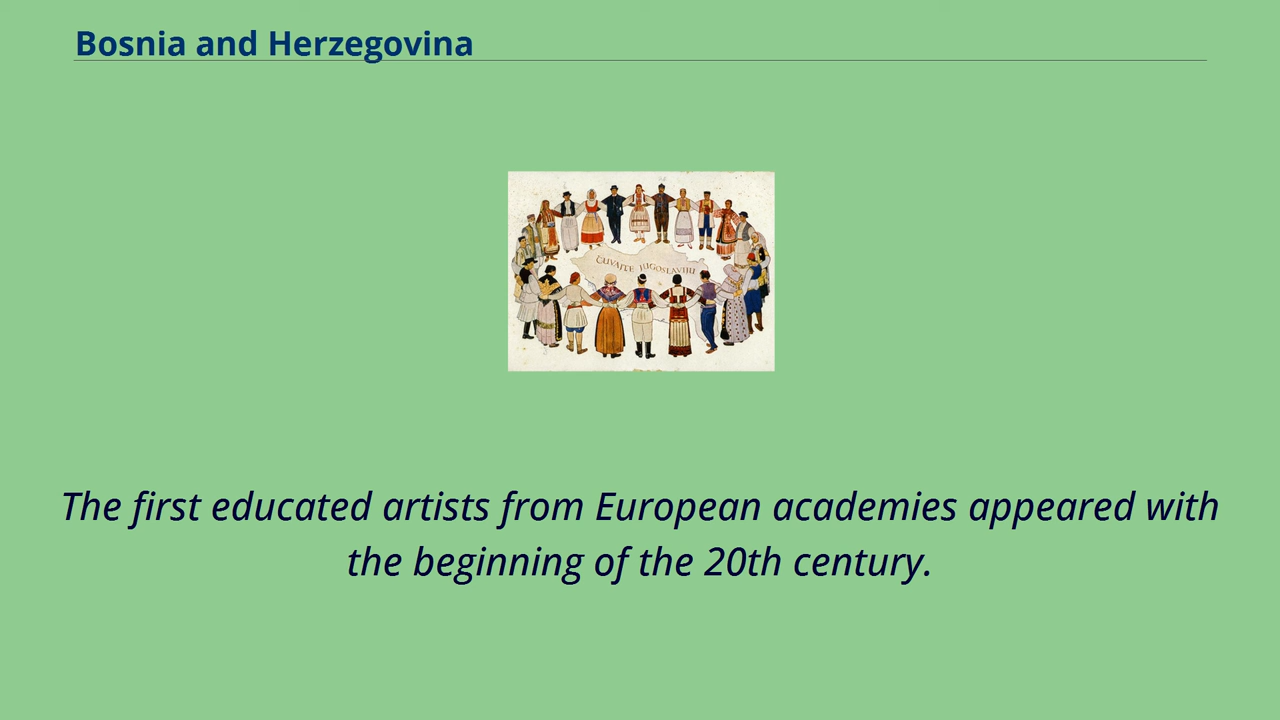 Bosnia and Herzegovina
ČUVAJTE JUGOSLAVIJU
The first educated artists from European academies appeared with
the beginning of the 20th century.